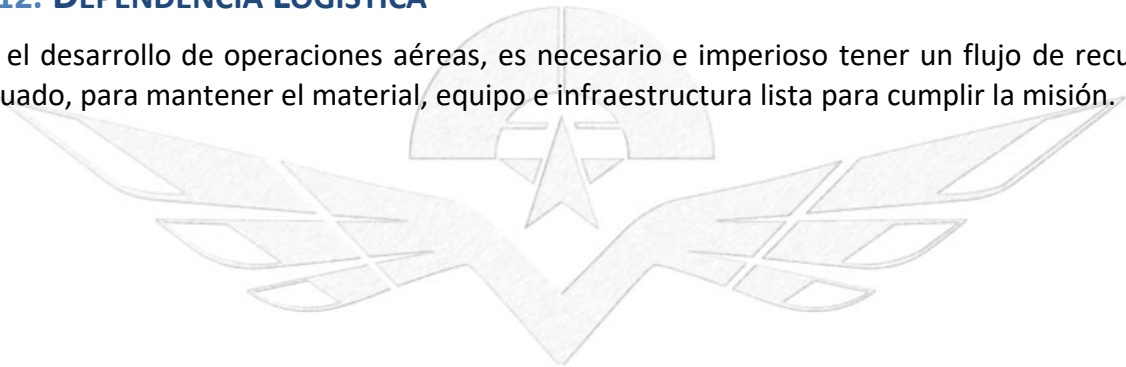 12. DEPENDENCIA LOGÍSTICA
el desarrollo de operaciones aéreas, es necesario e imperioso tener un flujo de recu
uado, para mantener el material, equipo e infraestructura lista para cumplir la misión.